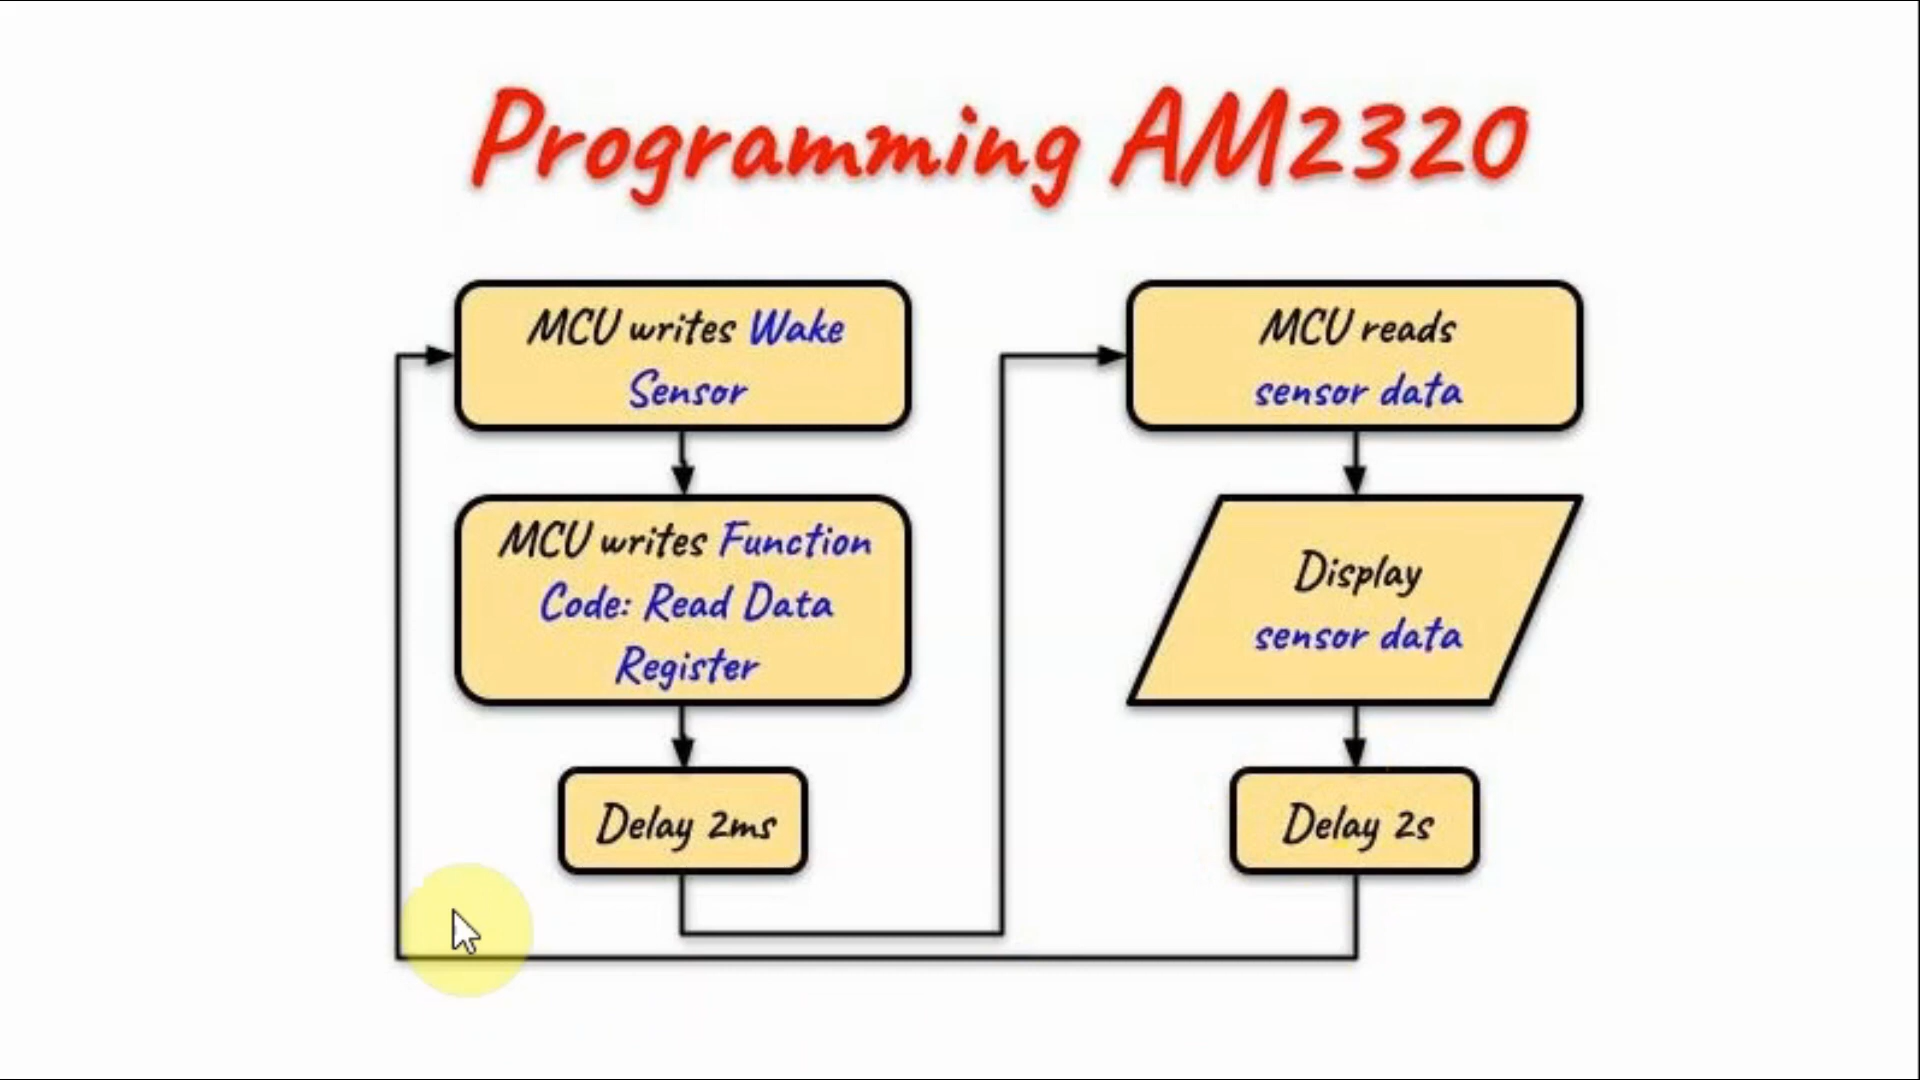 Programming AM2320
MCU writes Wake
Sensor
MCU writes Function
Code: Read Data
Register
Delay 2ms
MCU reads
sensor data
Display
sensor data
Delay 2s